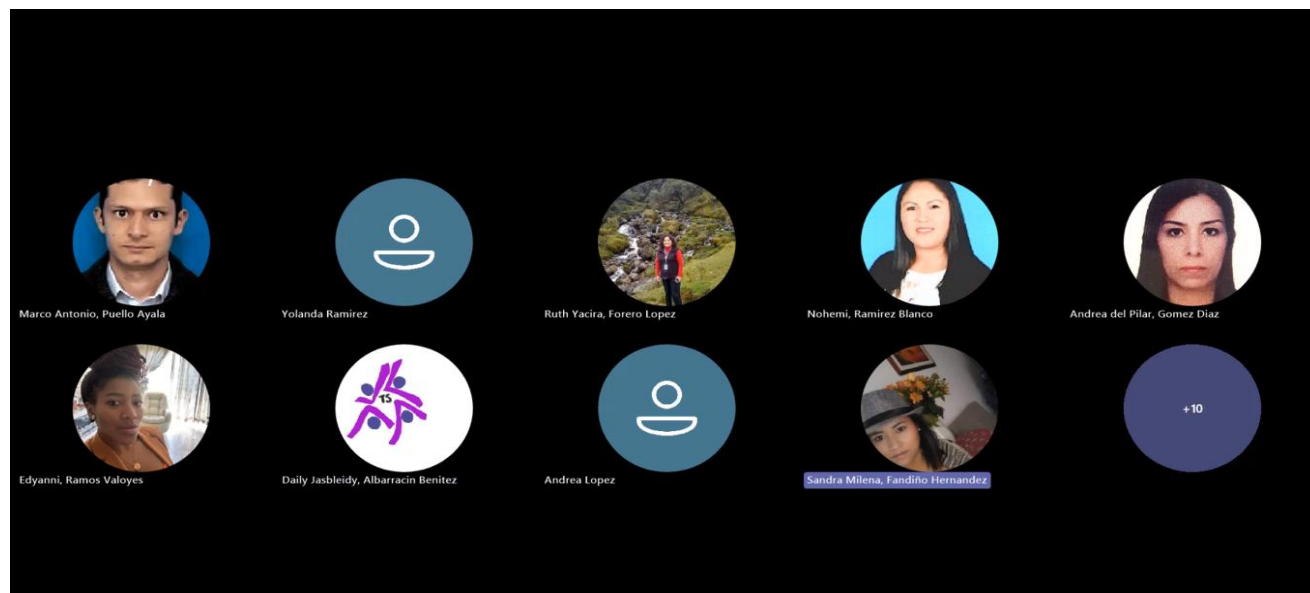 Marco Antonio, Puello Ayala
Yolanda Ramirez
Ruth Yacira, Forero Lopez
Nohemi, Ramirez Blanco
Andrea del Pilar, Gomez Diaz
TS
+10
Edyanni, Ramos Valoyes
Daily Jasbleidy, Albarracin Benitez
Andrea Lopez
Sandra Milena, Fandiño Hernandez